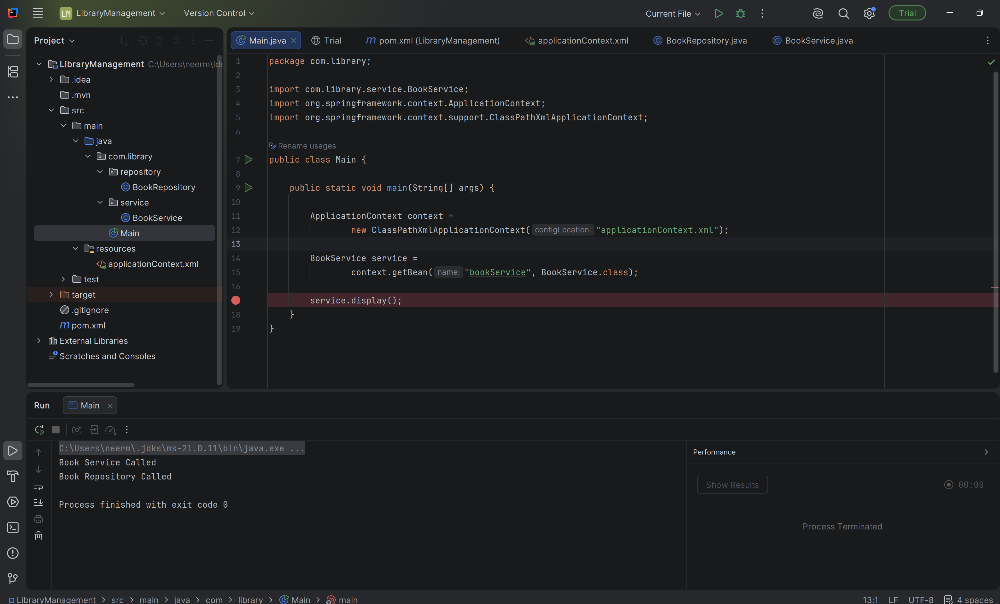 LM LibraryManagement Version Control Current File Trial
Project
Main.java Trial m pom.xml (LibraryManagement) applicationContext.xml BookRepository.java BookService.java
LibraryManagement C:\Users\neerm\Ide
.idea
.mvn
src
main
java
com.library
repository
BookRepository
service
BookService
Main
resources
applicationContext.xml
test
target
.gitignore
m pom.xml
External Libraries
Scratches and Consoles
1 package com.library;
2
3 import com.library.service.BookService;
4 import org.springframework.context.ApplicationContext;
5 import org.springframework.context.support.ClassPathXmlApplicationContext;
6
Rename usages
7 public class Main {
8
9 public static void main(String[] args) {
10
11 ApplicationContext context =
12 new ClassPathXmlApplicationContext( configLocation: "applicationContext.xml");
13
14 BookService service =
15 context.getBean( name: "bookService", BookService.class);
16
service.display();
18 }
19 }
Run Main
C:\Users\neerm\.jdks\ms-21.0.11\bin\java.exe ...
Book Service Called
Book Repository Called
Process finished with exit code 0
Performance
Show Results 00:00
Process Terminated
LibraryManagement > src > main > java > com > library > Main > main 13:1 LF UTF-8 4 spaces